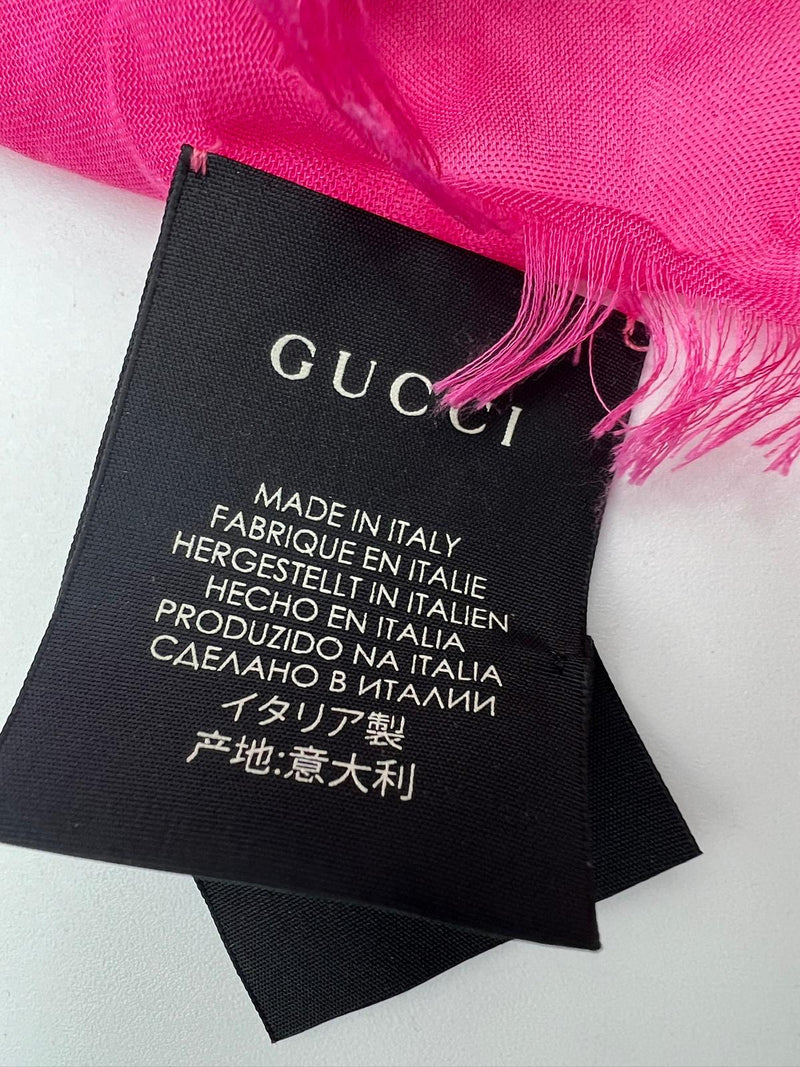 GUCCI
MADE IN ITALY
FABRIQUE EN ITALIE
HERGESTELLT IN ITALIEN
HECHO EN ITALIA
PRODUZIDO NA ITALIA
СДЕЛАНО В ИТАЛИИ
イタリア製
产地:意大利